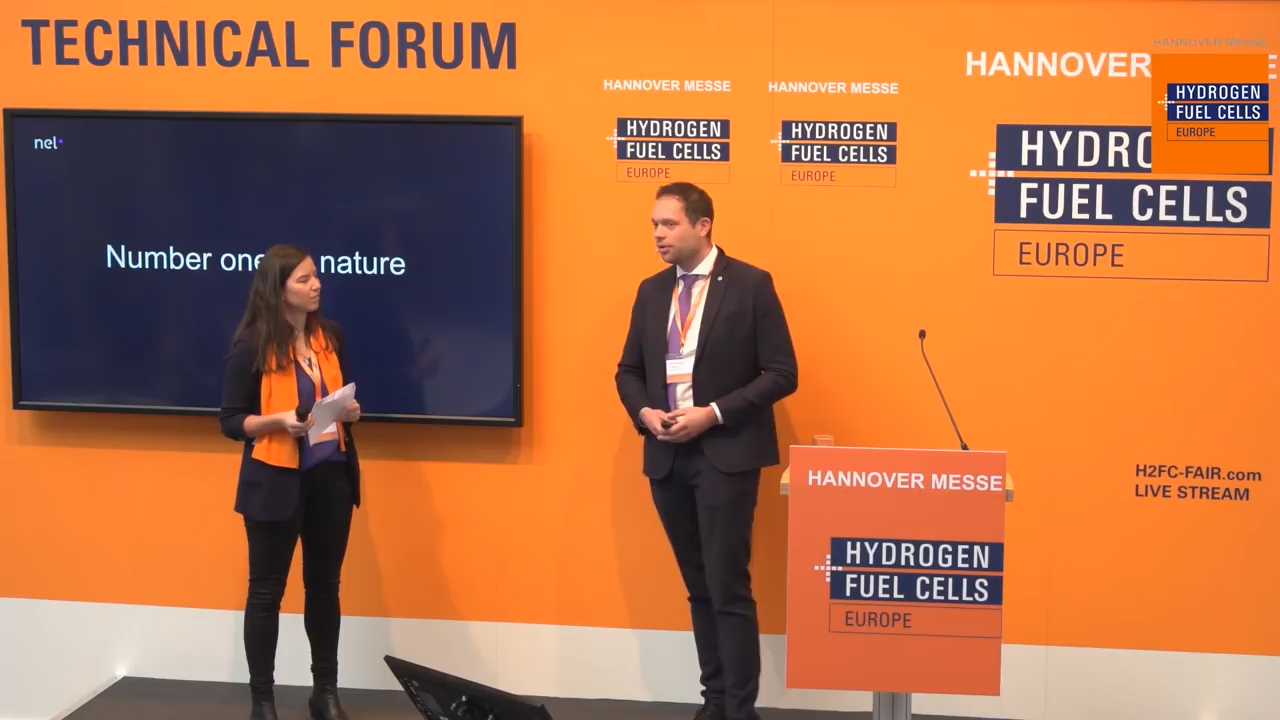 TECHNICAL FORUM
nel
Number one nature
HANNOVER MESSE
HYDROGEN
FUEL CELLS
EUROPE
HANNOVER MESSE
HYDROGEN
FUEL CELLS
EUROPE
HANNOVER
HYDRO
FUEL CELLS
EUROPE
HANNOVER MESSE
HYDROGEN
FUEL CELLS
EUROPE
H2FC-FAIR.com
LIVE STREAM
HANNOVER MESSE
HYDROGEN
FUEL CELLS
EUROPE